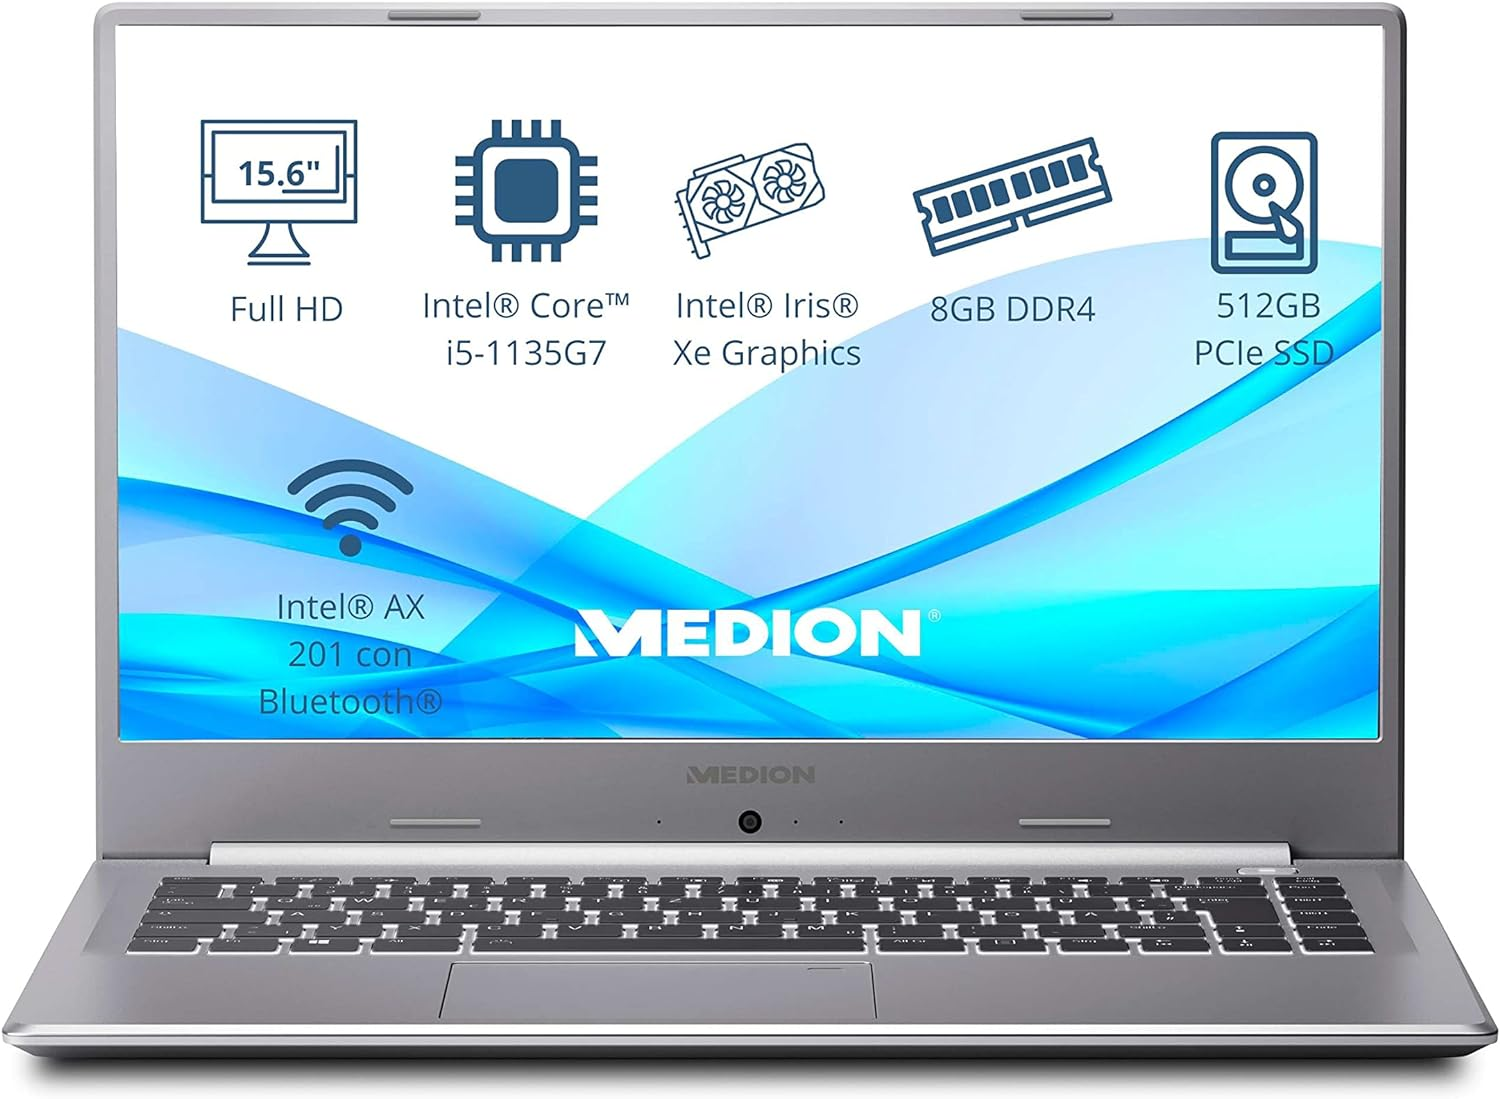 15.6"
Full HD
Intel® Core™
i5-1135G7
Intel® Iris®
Xe Graphics
8GB DDR4
512GB
PCIe SSD
Intel® AX
201 con
Bluetooth®
MEDION®
MEDION